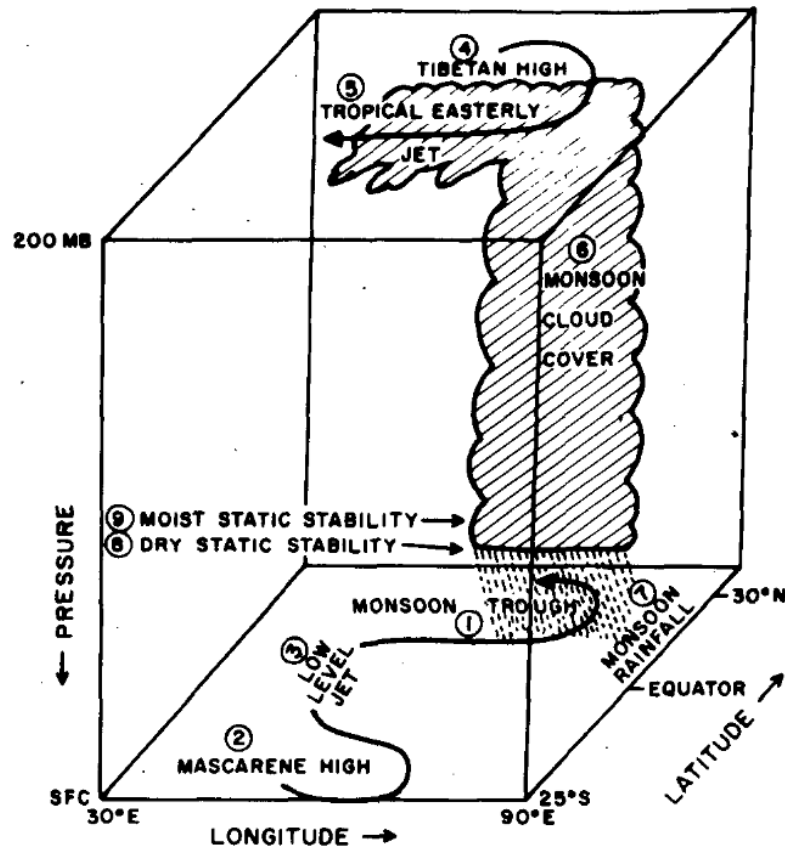 ④
TIBETAN HIGH
⑤
TROPICAL EASTERLY
JET
200 MB
⑥
MONSOON
CLOUD
COVER
⑨ MOIST STATIC STABILITY →
⑧ DRY STATIC STABILITY →
← PRESSURE
MONSOON TROUGH
①
⑦
MONSOON
RAINFALL
30°N
③
LOW
LEVEL
JET
EQUATOR
②
MASCARENE HIGH
LATITUDE →
SFC
25°S
30°E
90°E
LONGITUDE →